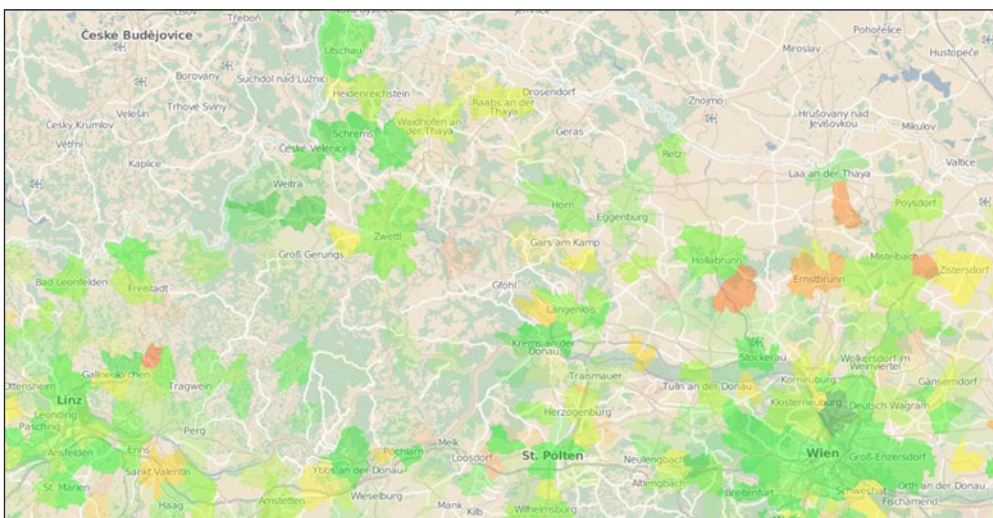 Třeboň
České Budějovice
Litschau
Pohořelice
Hustopeče
Miroslav
Borovany
Suchdol nad Lužnicí
Velešín
Trhové Sviny
Heidenreichstein
Raabs an der
Thaya
Drosendorf
Znojmo
Hrušovany nad
Jevišovkou
Mikulov
Český Krumlov
Větřní
Kaplice
Waidhofen an
der Thaya
Schrems
České Velenice
Geras
Retz
Valtice
Laa an der Thaya
Weitra
Horn
Eggenburg
Poysdorf
Zwettl
Groß Gerungs
Gars am Kamp
Hollabrunn
Mistelbach
Zistersdorf
Ernstbrunn
Bad Leonfelden
Freistadt
Gföhl
Langenlois
Krems an der
Donau
Stockerau
Wolkersdorf im
Weinviertel
Gallneukirchen
Tragwein
Ottensheim
Traismauer
Tulln an der Donau
Korneuburg
Gänserndorf
Linz
Leonding
Pasching
Klosterneuburg
Deutsch Wagram
Herzogenburg
Perg
Ansfelden
Enns
Melk
Loosdorf
Pöchlarn
St. Pölten
Neulengbach
Wien
Groß-Enzersdorf
Sankt Valentin
Ybbs an der Donau
St. Marien
Haag
Amstetten
Wieselburg
Mank
Kilb
Wilhelmsburg
Altlengbach
Breitenfurt
Schwechat
Orth an der Donau
Fischamend